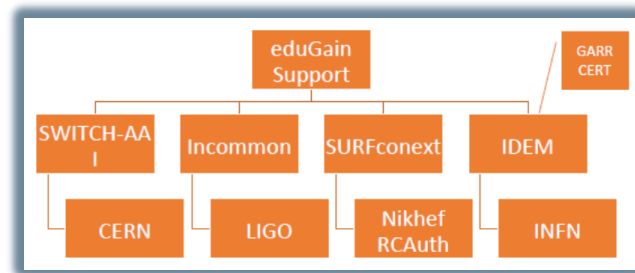 eduGain
Support
GARR
CERT
SWITCH-AA
I
Incommon
SURFconext
IDEM
CERN
LIGO
Nikhef
RCAuth
INFN